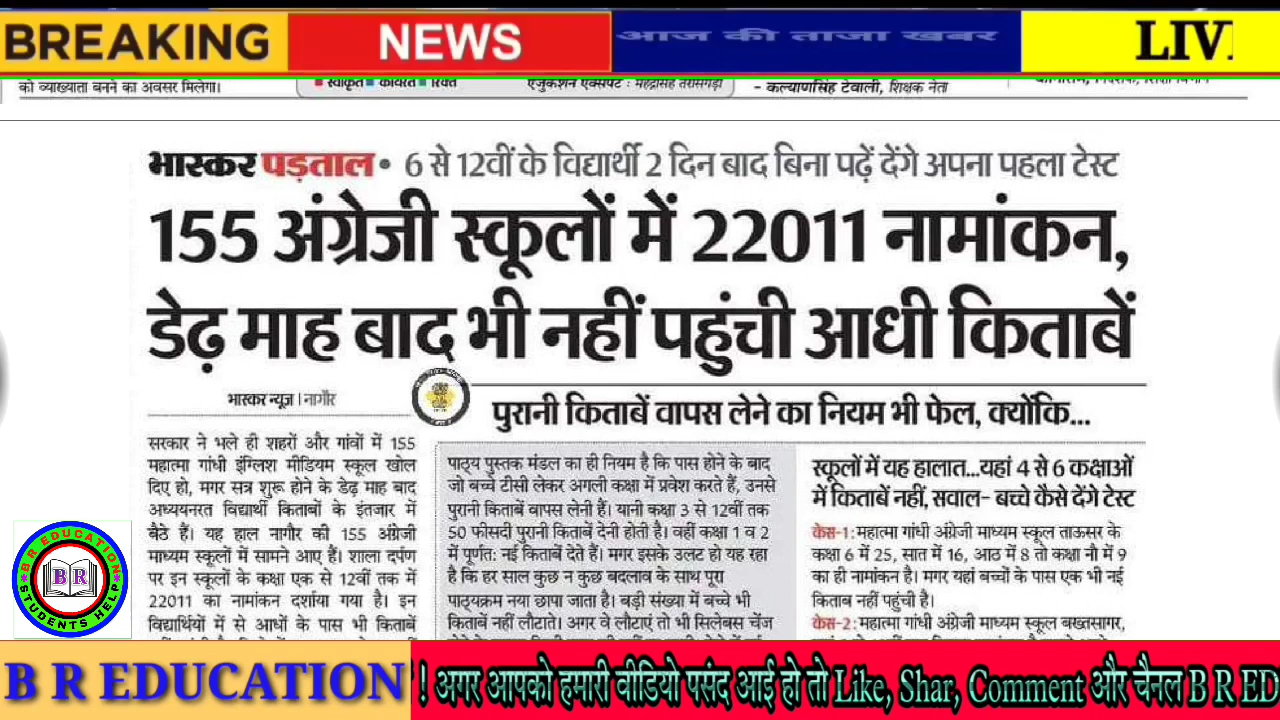 BREAKING NEWS आज की ताजा खबर LIV
को व्याख्याता बनने का अवसर मिलेगा।
स्वीकृत कार्यरत रिक्त
एजुकेशन एक्सपर्ट : महेंद्रसिंह
- कल्याणसिंह टेवाली, शिक्षक नेता
भास्कर पड़ताल • 6 से 12वीं के विद्यार्थी 2 दिन बाद बिना पढ़ें देंगे अपना पहला टेस्ट
155 अंग्रेजी स्कूलों में 22011 नामांकन,
डेढ़ माह बाद भी नहीं पहुंची आधी किताबें
भास्कर न्यूज | नागौर
सरकार ने भले ही शहरों और गांवों में 155
महात्मा गांधी इंग्लिश मीडियम स्कूल खोल
दिए हो, मगर सत्र शुरू होने के डेढ़ माह बाद
अध्ययनरत विद्यार्थी किताबों के इंतजार में
बैठे हैं। यह हाल नागौर की 155 अंग्रेजी
माध्यम स्कूलों में सामने आए हैं। शाला दर्पण
पर इन स्कूलों के कक्षा एक से 12वीं तक में
22011 का नामांकन दर्शाया गया है। इन
विद्यार्थियों में से आधों के पास भी किताबें
पुरानी किताबें वापस लेने का नियम भी फेल, क्योंकि...
पाठ्य पुस्तक मंडल का ही नियम है कि पास होने के बाद
जो बच्चे टीसी लेकर अगली कक्षा में प्रवेश करते हैं, उनसे
पुरानी किताबें वापस लेनी हैं। यानी कक्षा 3 से 12वीं तक
50 फीसदी पुरानी किताबें देनी होती है। वहीं कक्षा 1 व 2
में पूर्णत: नई किताबें देते हैं। मगर इसके उलट हो यह रहा
है कि हर साल कुछ न कुछ बदलाव के साथ पूरा
पाठ्यक्रम नया छापा जाता है। बड़ी संख्या में बच्चे भी
किताबें नहीं लौटाते। अगर वे लौटाएं तो भी सिलेबस चेंज
स्कूलों में यह हालात...यहां 4 से 6 कक्षाओं
में किताबें नहीं, सवाल- बच्चे कैसे देंगे टेस्ट
केस-1: महात्मा गांधी अंग्रेजी माध्यम स्कूल ताऊसर के
कक्षा 6 में 25, सात में 16, आठ में 8 तो कक्षा नौ में 9
का ही नामांकन है। मगर यहां बच्चों के पास एक भी नई
किताब नहीं पहुंची है।
केस-2: महात्मा गांधी अंग्रेजी माध्यम स्कूल बख्तसागर,
B R EDUCATION
B R
STUDENTS HELP
B R EDUCATION ! अगर आपको हमारी वीडियो पसंद आई हो तो Like, Shar, Comment और चैनल B R ED